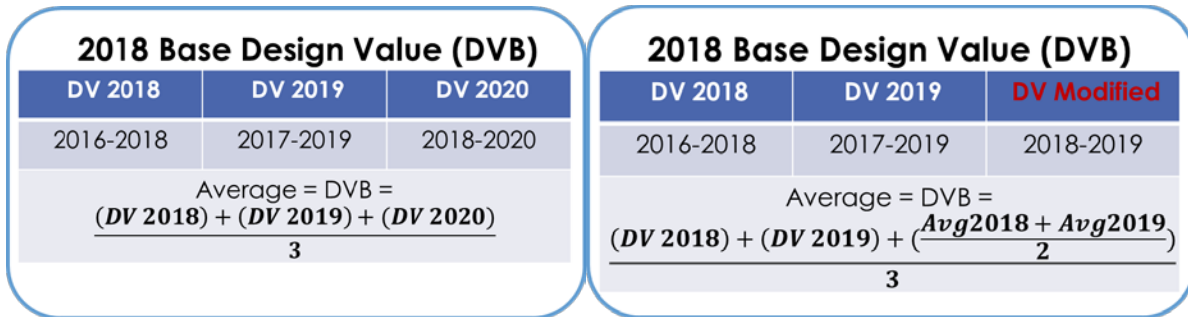 2018 Base Design Value (DVB)
DV 2018 DV 2019 DV 2020
2016-2018 2017-2019 2018-2020
Average = DVB =
(DV 2018) + (DV 2019) + (DV 2020)
3
2018 Base Design Value (DVB)
DV 2018 DV 2019 DV Modified
2016-2018 2017-2019 2018-2019
Average = DVB =
(DV 2018) + (DV 2019) + (Avg2018 + Avg2019
2)
3